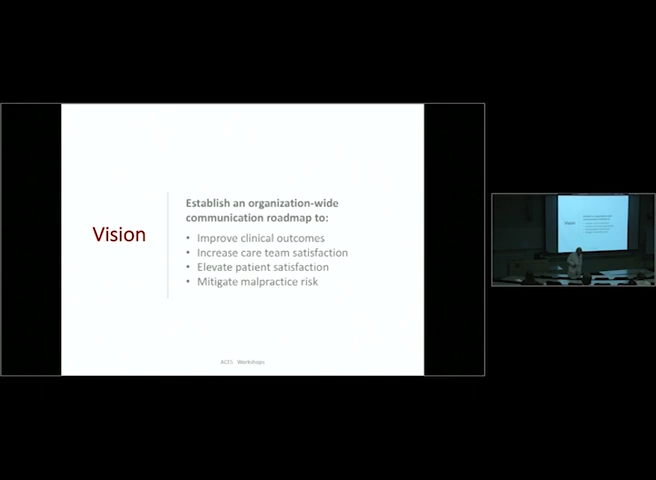 Vision
Establish an organization-wide
communication roadmap to:
• Improve clinical outcomes
• Increase care team satisfaction
• Elevate patient satisfaction
• Mitigate malpractice risk
ACES Workshops
Vision